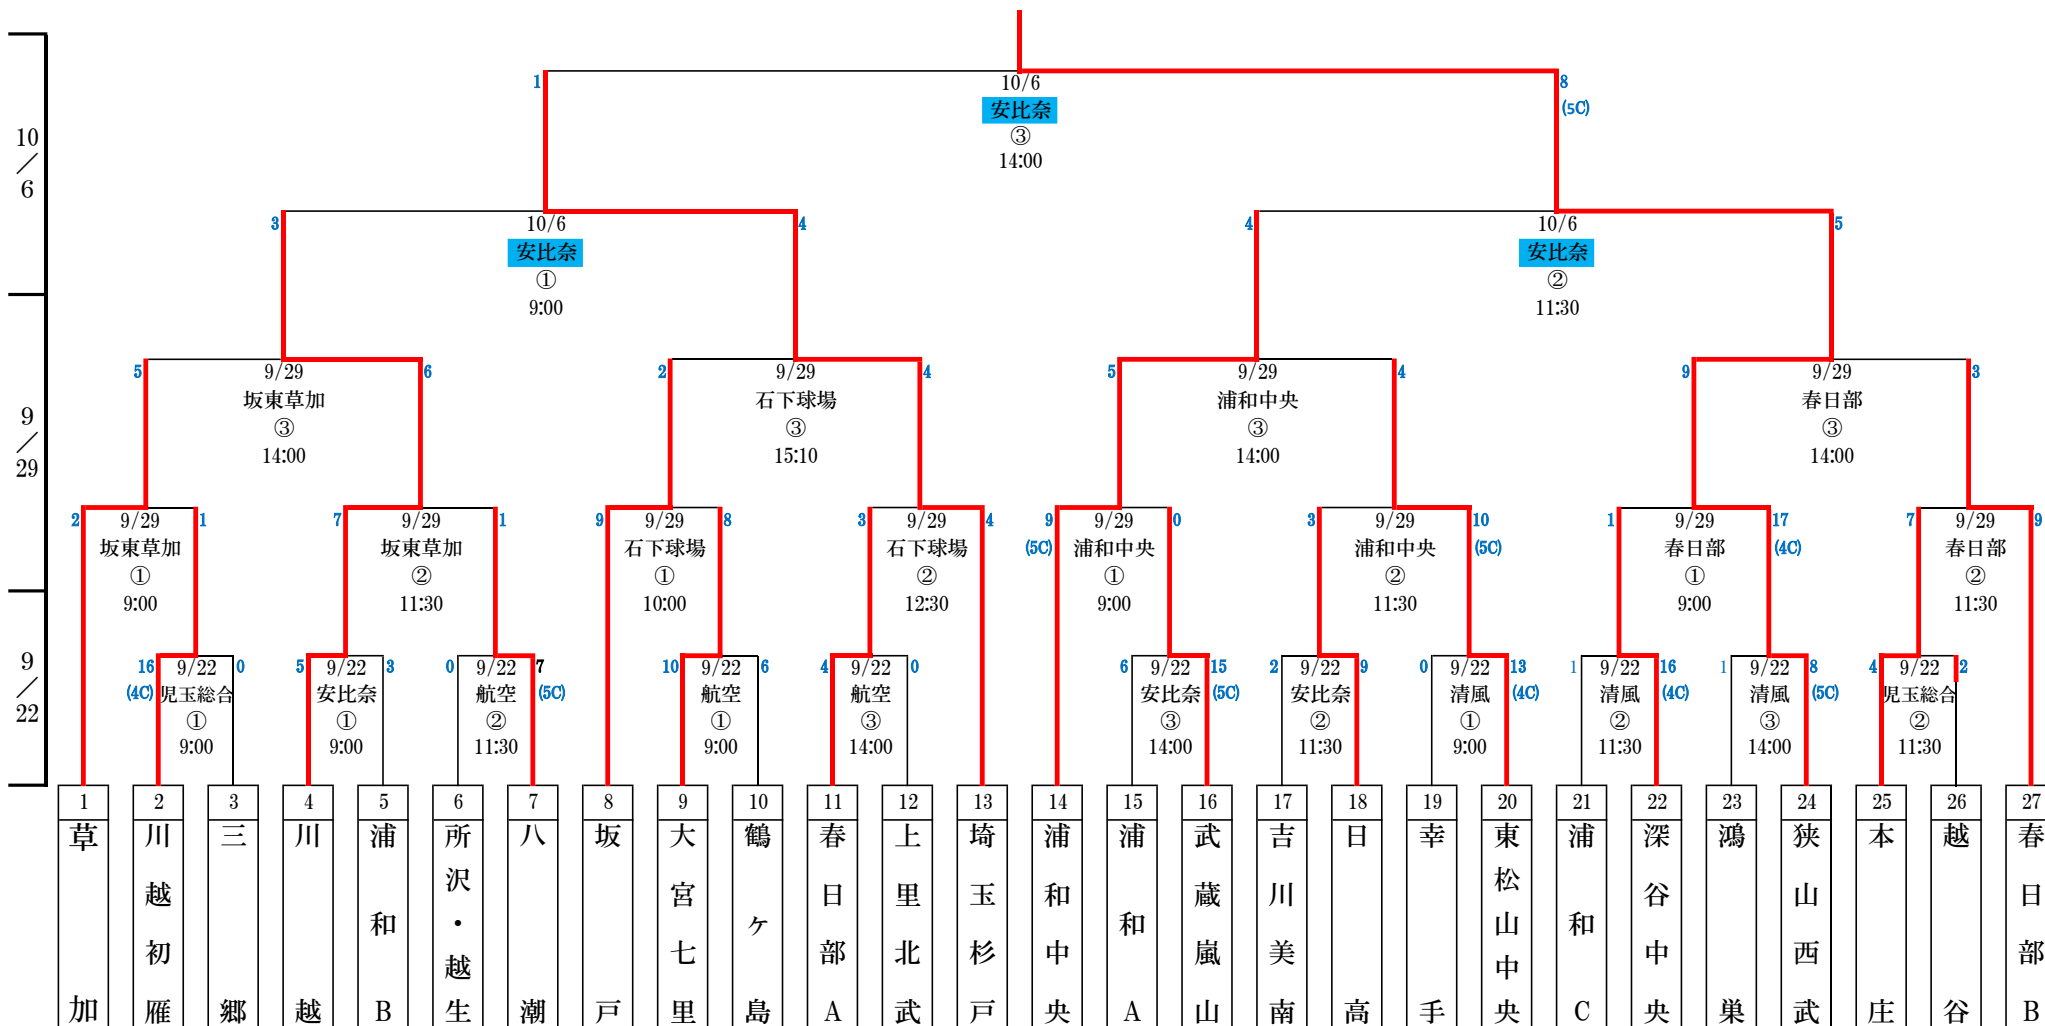 10/6
1
10/6
8
(5C)
安比奈
③
14:00
3
10/6
4
安比奈
①
9:00
4
10/6
5
安比奈
②
11:30
9/29
5
9/29
6
坂東草加
③
14:00
2
9/29
4
石下球場
③
15:10
5
9/29
4
浦和中央
③
14:00
9
9/29
3
春日部
③
14:00
2
9/29
1
坂東草加
①
9:00
7
9/29
1
坂東草加
②
11:30
9
9/29
8
石下球場
①
10:00
3
9/29
4
石下球場
②
12:30
9
(5C)
9/29
0
浦和中央
①
9:00
3
9/29
10
(5C)
浦和中央
②
11:30
1
9/29
17
(4C)
春日部
①
9:00
7
9/29
9
春日部
②
11:30
9/22
16
(4C)
9/22
0
児玉総合
①
9:00
5
9/22
3
安比奈
①
9:00
0
9/22
7
(5C)
航空
②
11:30
10
9/22
6
航空
①
9:00
4
9/22
0
航空
③
14:00
6
9/22
15
(5C)
安比奈
③
14:00
2
9/22
9
安比奈
②
11:30
0
9/22
13
(4C)
清風
①
9:00
1
9/22
16
(4C)
清風
②
11:30
1
9/22
8
(5C)
清風
③
14:00
4
9/22
2
児玉総合
②
11:30
1
草加
2
川越初雁
3
三郷
4
川越
5
浦和B
6
所沢・越生
7
八潮
8
坂戸
9
大宮七里
10
鶴ヶ島
11
春日部A
12
上里北武
13
埼玉杉戸
14
浦和中央
15
浦和A
16
武蔵嵐山
17
吉川美南
18
日高
19
幸手
20
東松山中央
21
浦和C
22
深谷中央
23
鴻巣
24
狭山西武
25
本庄
26
越谷
27
春日部B